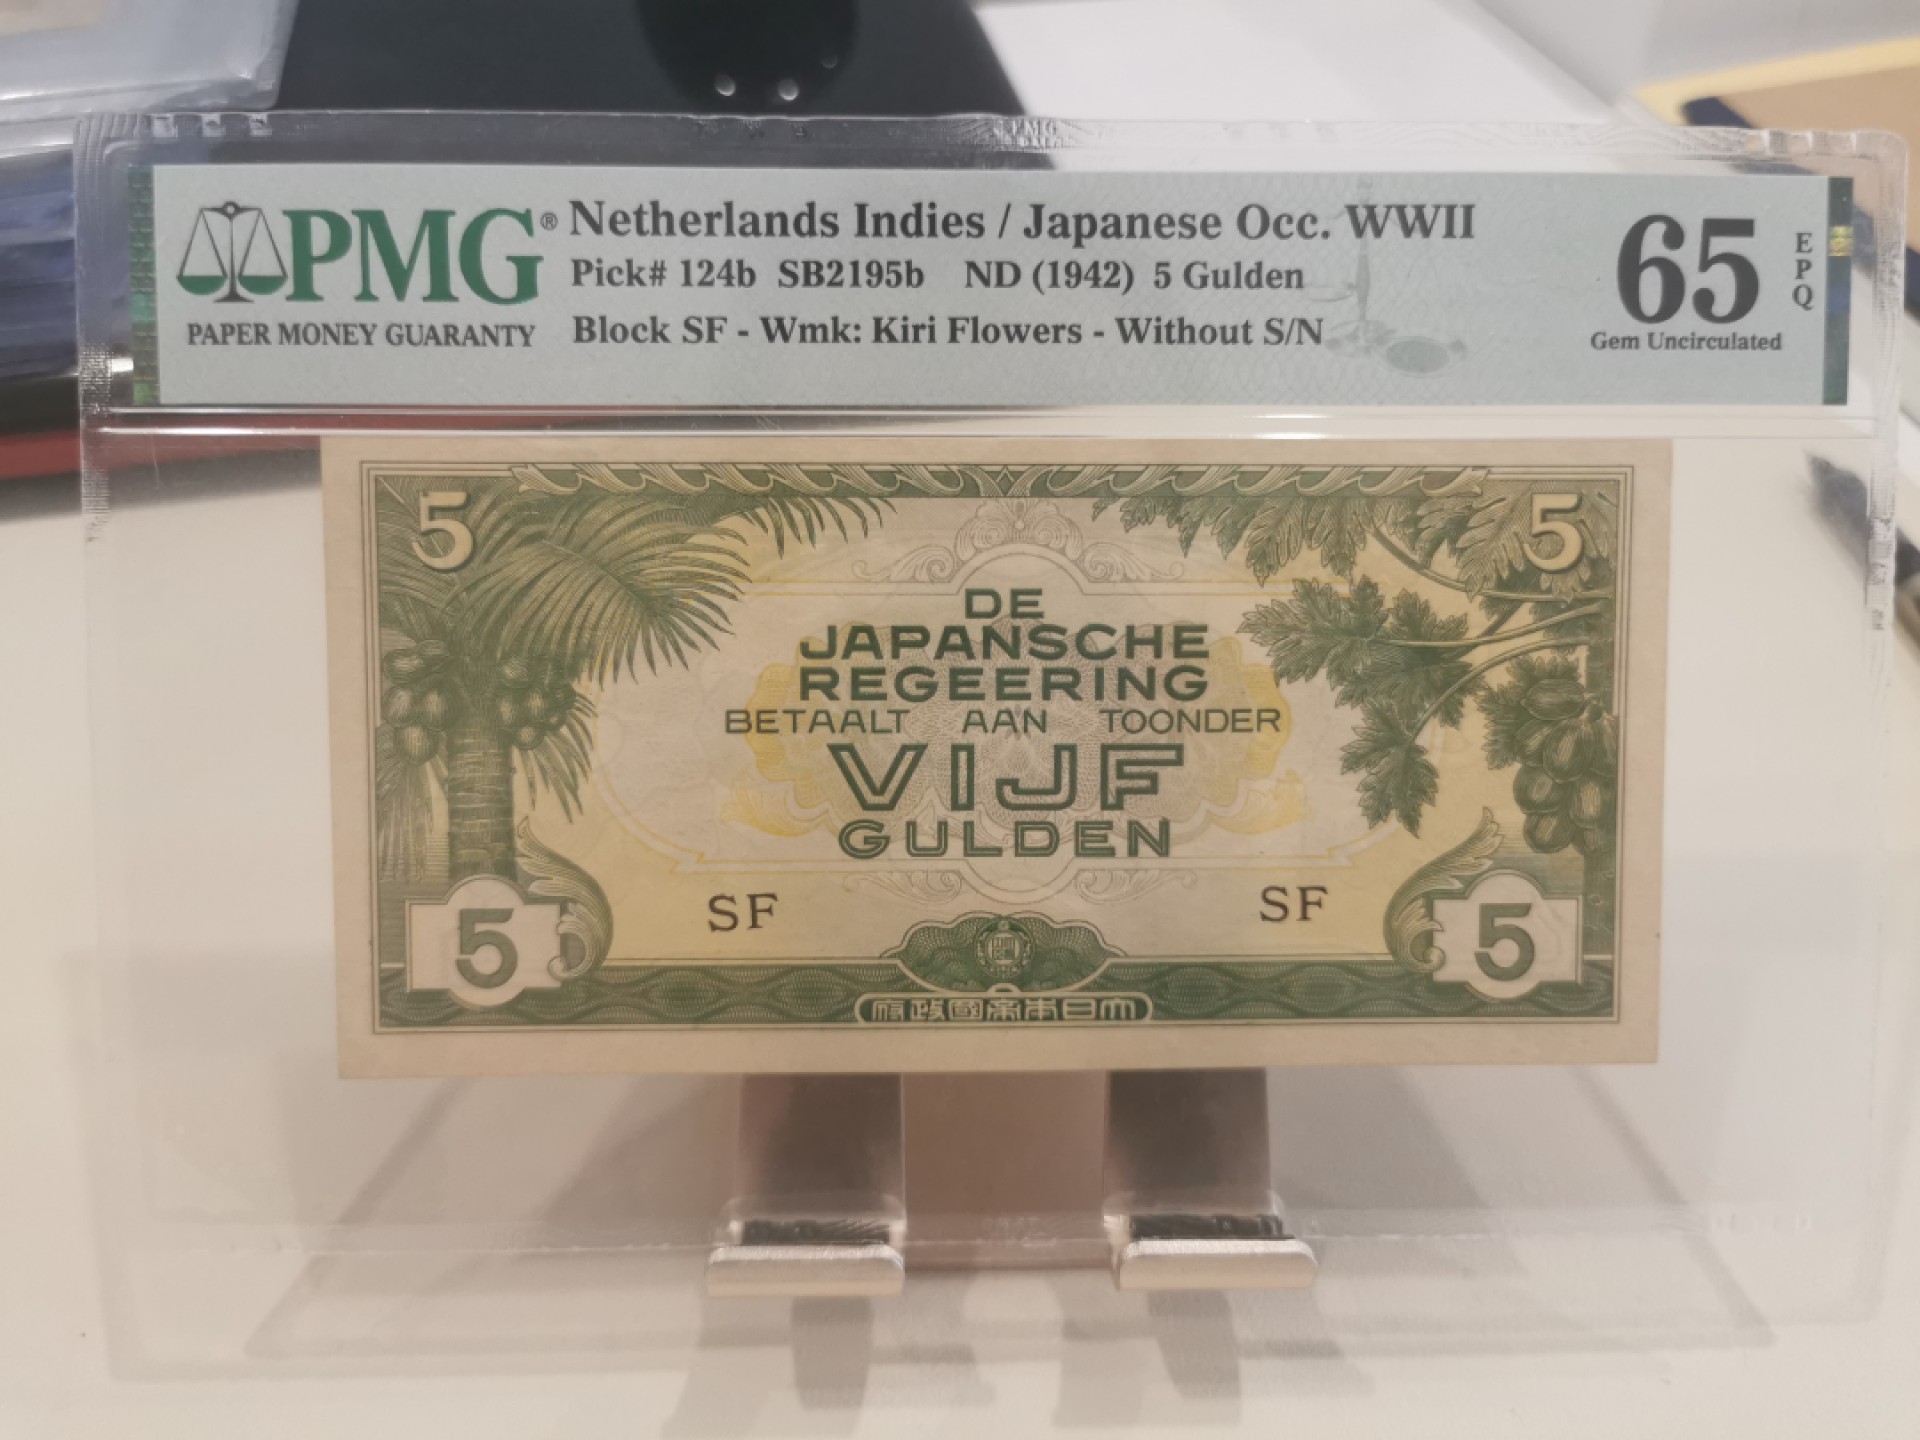 PMG
PMG®
PAPER MONEY GUARANTY
Netherlands Indies / Japanese Occ. WWII
Pick# 124b SB2195b ND (1942) 5 Gulden
Block SF - Wmk: Kiri Flowers - Without S/N
65
EPQ
Gem Uncirculated
5
5
DE
JAPANSCHE
REGEERING
BETAALT AAN TOONDER
VIJF
GULDEN
SF
SF
5
5
府政國帝本日大